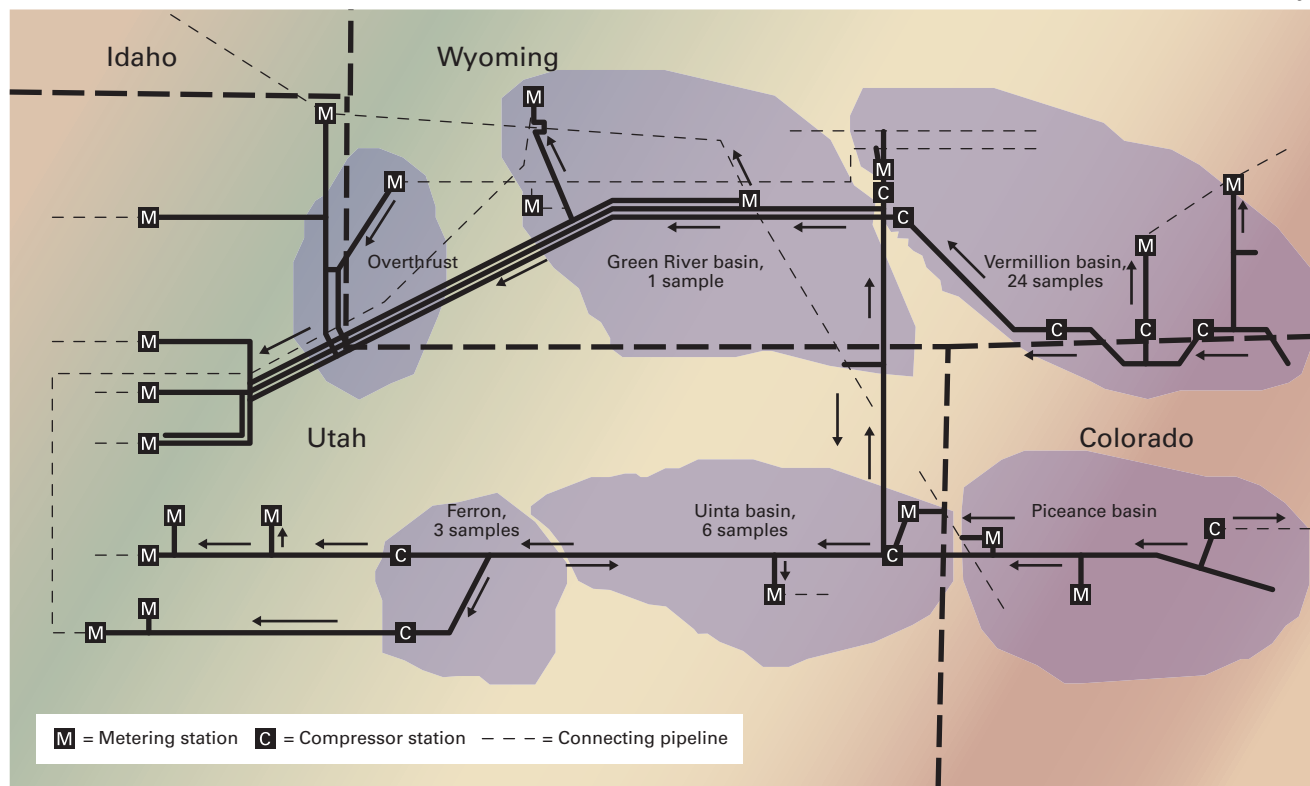 Idaho
Wyoming
M
M
M
C
M
M
M
M
M
M
C
Overthrust
Green River basin,
1 sample
Vermillion basin,
24 samples
M
C
C
C
M
M
M
Utah
Colorado
Ferron,
3 samples
Uinta basin,
6 samples
Piceance basin
M
M
M
C
M
M
C
C
M
M
M
M
M
C
M = Metering station
C = Compressor station
= Connecting pipeline